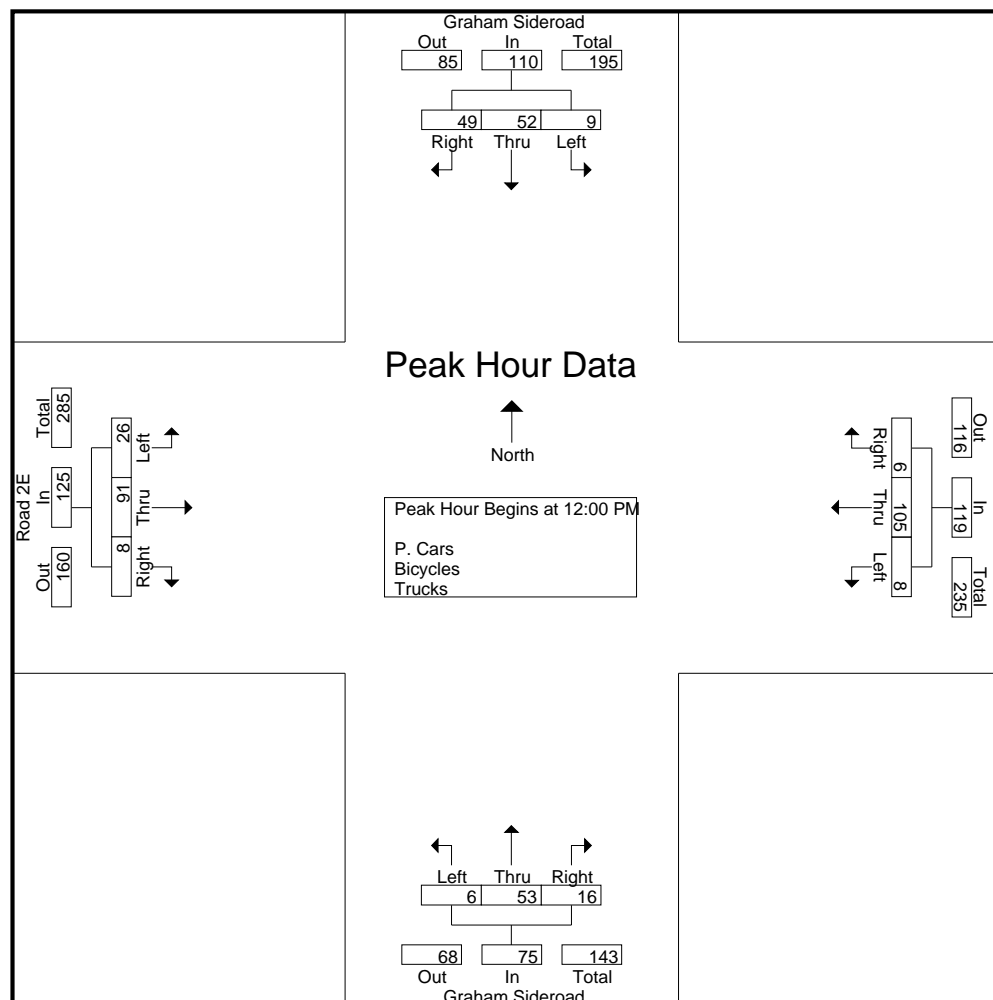 Graham Sideroad
Out In Total
85 110 195
49 52 9
Right Thru Left
Peak Hour Data
North
Peak Hour Begins at 12:00 PM
P. Cars
Bicycles
Trucks
Road 2E
Out In Total
160 125 285
Left Thru Right
26 91 8
Right Thru Left
6 105 8
Out In Total
116 119 235
Left Thru Right
6 53 16
68 75 143
Out In Total
Graham Sideroad